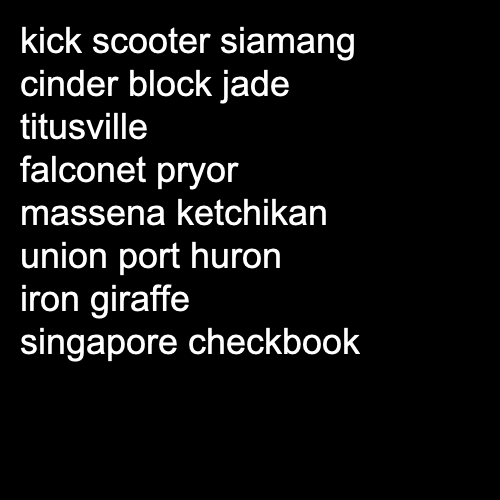 kick scooter siamang
cinder block jade
titusville
falconet pryor
massena ketchikan
union port huron
iron giraffe
singapore checkbook